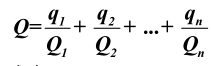 Q = q₁/Q₁ + q₂/Q₂ + ... + qₙ/Qₙ